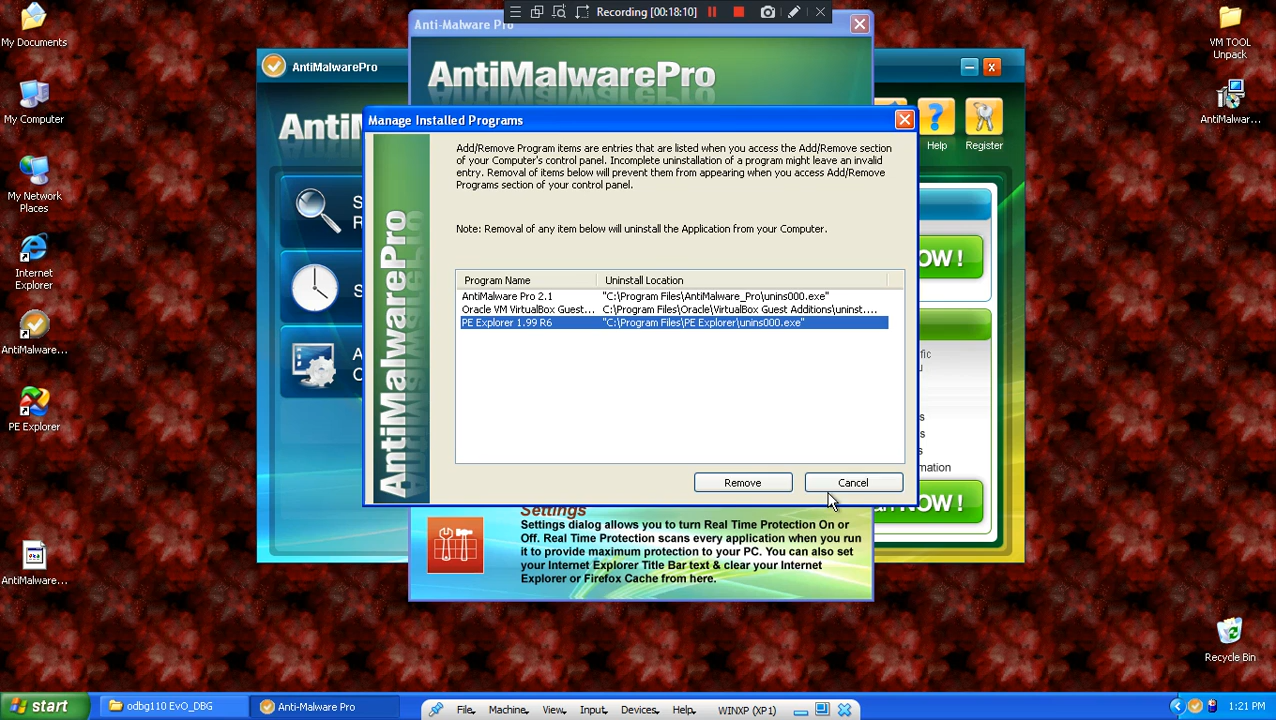 Recording [00:18:10]
My Documents
My Computer
My Network
Places
Internet
Explorer
AntiMalware...
PE Explorer
AntiMalware...
VM TOOL
Unpack
AntiMalwar...
Recycle Bin
AntiMalwarePro
Anti-Malware Pro
AntiMalwarePro
Help
Register
Manage Installed Programs
AntiMalwarePro
Add/Remove Program items are entries that are listed when you access the Add/Remove section
of your Computer's control panel. Incomplete uninstallation of a program might leave an invalid
entry. Removal of items below will prevent them from appearing when you access Add/Remove
Programs section of your control panel.
Note: Removal of any item below will uninstall the Application from your Computer.
Program Name Uninstall Location
AntiMalware Pro 2.1 "C:\Program Files\AntiMalware_Pro\unins000.exe"
Oracle VM VirtualBox Guest... C:\Program Files\Oracle\VirtualBox Guest Additions\uninst....
PE Explorer 1.99 R6 "C:\Program Files\PE Explorer\unins000.exe"
Remove Cancel
Settings
Settings dialog allows you to turn Real Time Protection On or
Off. Real Time Protection scans every application when you run
it to provide maximum protection to your PC. You can also set
your Internet Explorer Title Bar text & clear your Internet
Explorer or Firefox Cache from here.
OW !
NOW !
start
odbg110 EvO_DBG
Anti-Malware Pro
File
Machine
View
Input
Devices
Help
WINXP (XP1)
1:21 PM